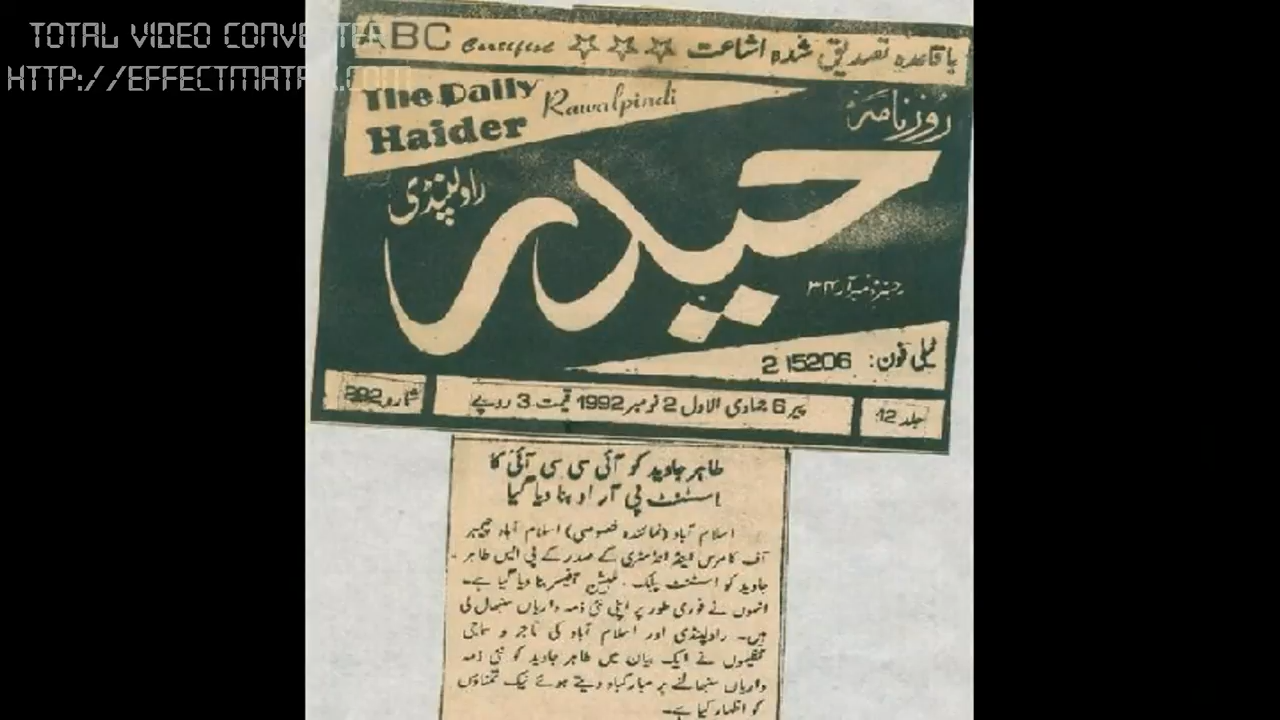 TOTAL VIDEO CONVERTER
HTTP://EFFECTMATRIX.COM
ABC باقاعدہ تصدیق شدہ اشاعت
The Daily
Haider
Rawalpindi
روزنامہ
حیدر
راولپنڈی
ٹیلی فون: 215206
جلد 12
پیر 6 جمادی الاول 2 نومبر 1992 قیمت 3 روپے
شمارہ 292
طاہر جاوید کو آئی سی سی آئی کا
اسسٹنٹ پی آر او بنا دیا گیا
اسلام آباد (نمائندہ خصوصی) اسلام آباد چیمبر
آف کامرس اینڈ انڈسٹری کے صدر کے پی ایس طاہر
جاوید کو اسسٹنٹ پبلک ریلیشن آفیسر بنا دیا گیا ہے۔
انہوں نے فوری طور پر اپنی نئی ذمہ داریاں سنبھال لی
ہیں۔ راولپنڈی اور اسلام آباد کی تاجر و سماجی
تنظیموں نے ایک بیان میں طاہر جاوید کو نئی ذمہ
داریاں سنبھالنے پر مبارکباد دیتے ہوئے نیک تمناؤں
کو اظہار کیا ہے۔